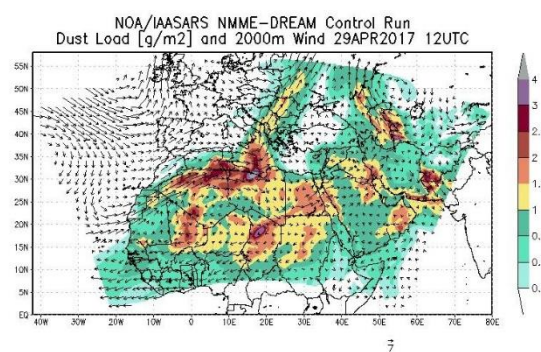 NOA/IAASARS NMME-DREAM Control Run
Dust Load [g/m2] and 2000m Wind 29APR2017 12UTC
55N
50N
45N
40N
35N
30N
25N
20N
15N
10N
5N
EQ
40W 30W 20W 10W 0 10E 20E 30E 40E 50E 60E 70E 80E
4
3
2.
2
1.
1
0.
0.
0.
7